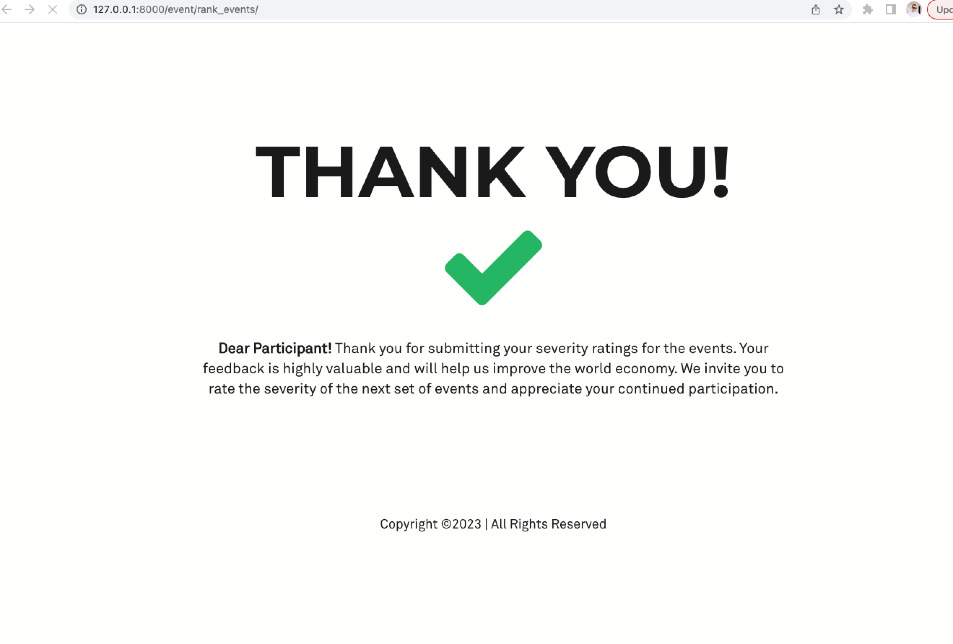 127.0.0.1:8000/event/rank_events/
THANK YOU!
Dear Participant! Thank you for submitting your severity ratings for the events. Your
feedback is highly valuable and will help us improve the world economy. We invite you to
rate the severity of the next set of events and appreciate your continued participation.
Copyright ©2023 | All Rights Reserved